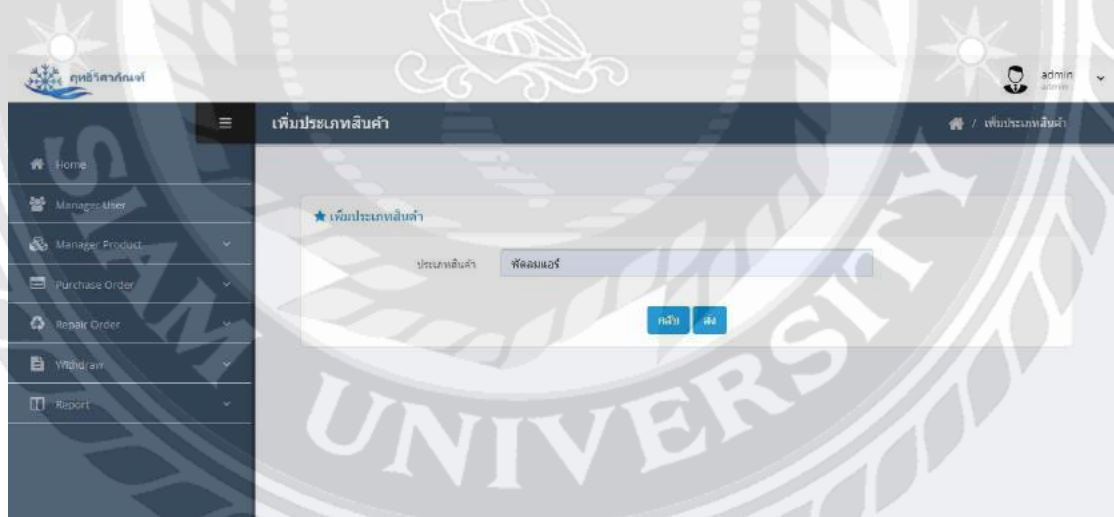 ฤทธิ์วิศวภัณฑ์
admin
admin
เพิ่มประเภทสินค้า
/ เพิ่มประเภทสินค้า
Home
Manager User
Manager Product
Purchase Order
Repair Order
Withdraw
Report
★ เพิ่มประเภทสินค้า
ประเภทสินค้า พัดลมแอร์
กลับ ส่ง
SIAM UNIVERSITY